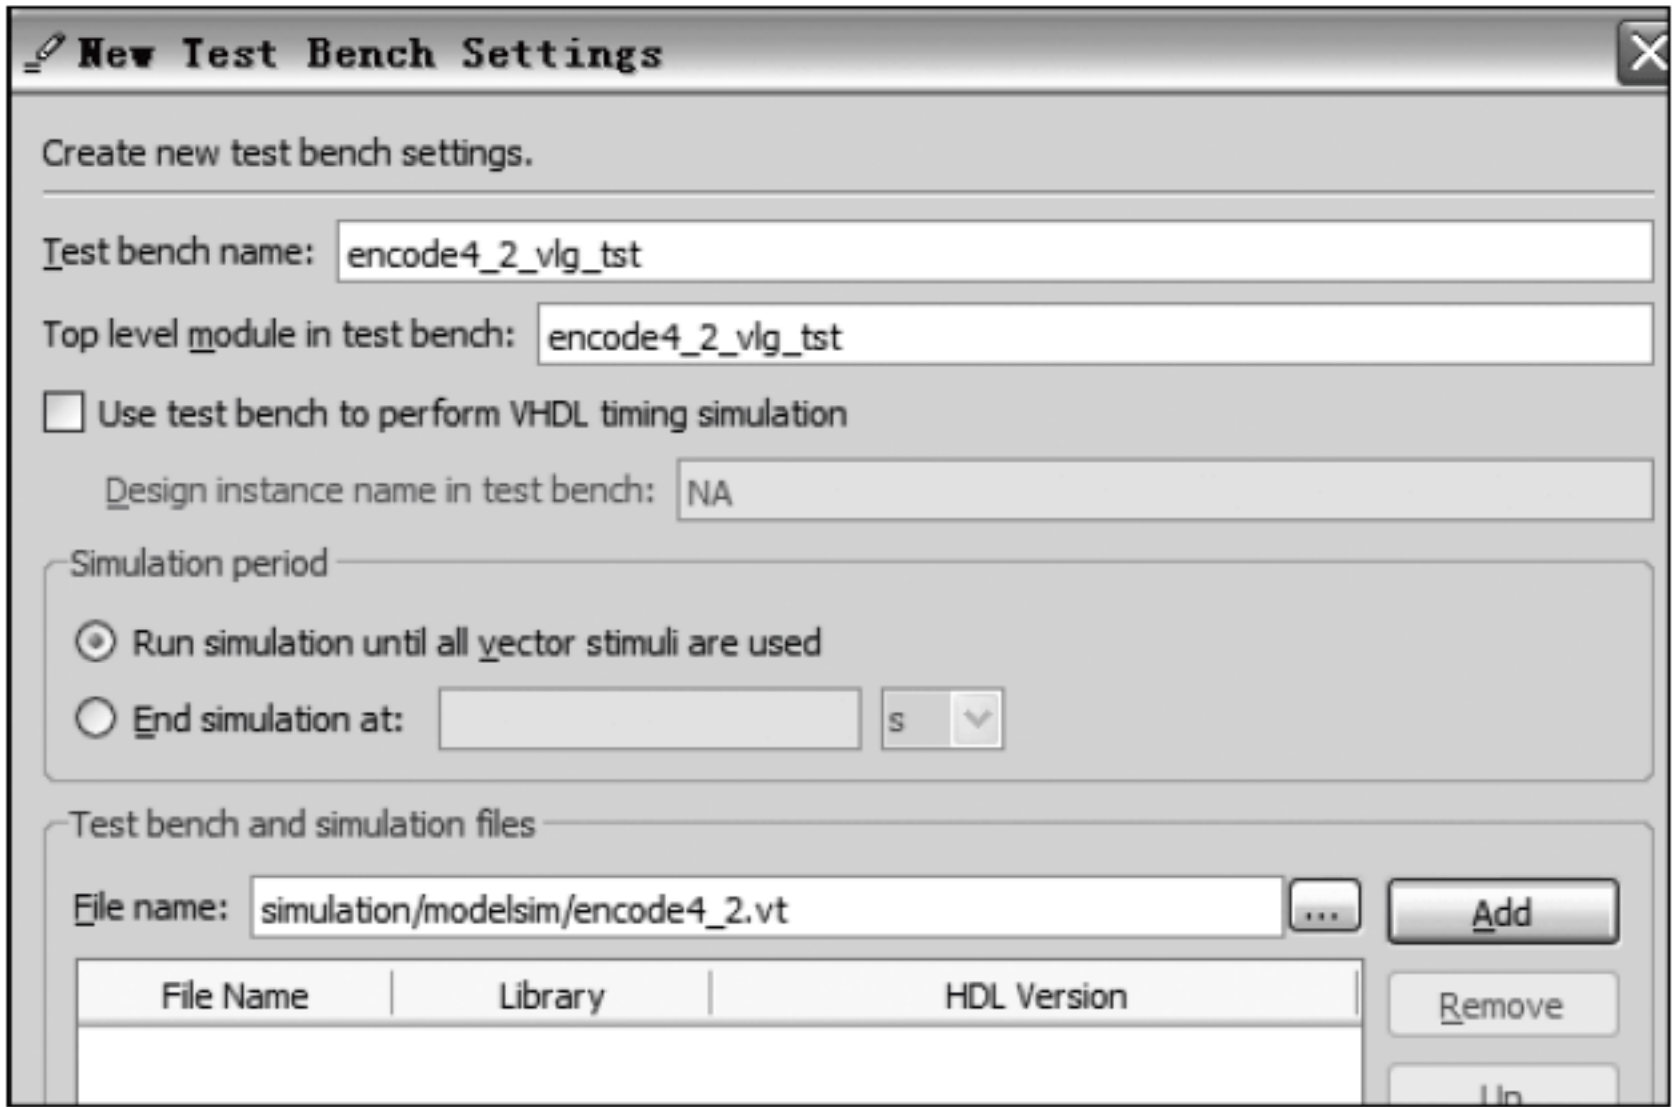 New Test Bench Settings
Create new test bench settings.
Test bench name: encode4_2_vlg_tst
Top level module in test bench: encode4_2_vlg_tst
Use test bench to perform VHDL timing simulation
Design instance name in test bench: NA
Simulation period
Run simulation until all vector stimuli are used
End simulation at: s
Test bench and simulation files
File name: simulation/modelsim/encode4_2.vt ... Add
File Name Library HDL Version
Remove
Up